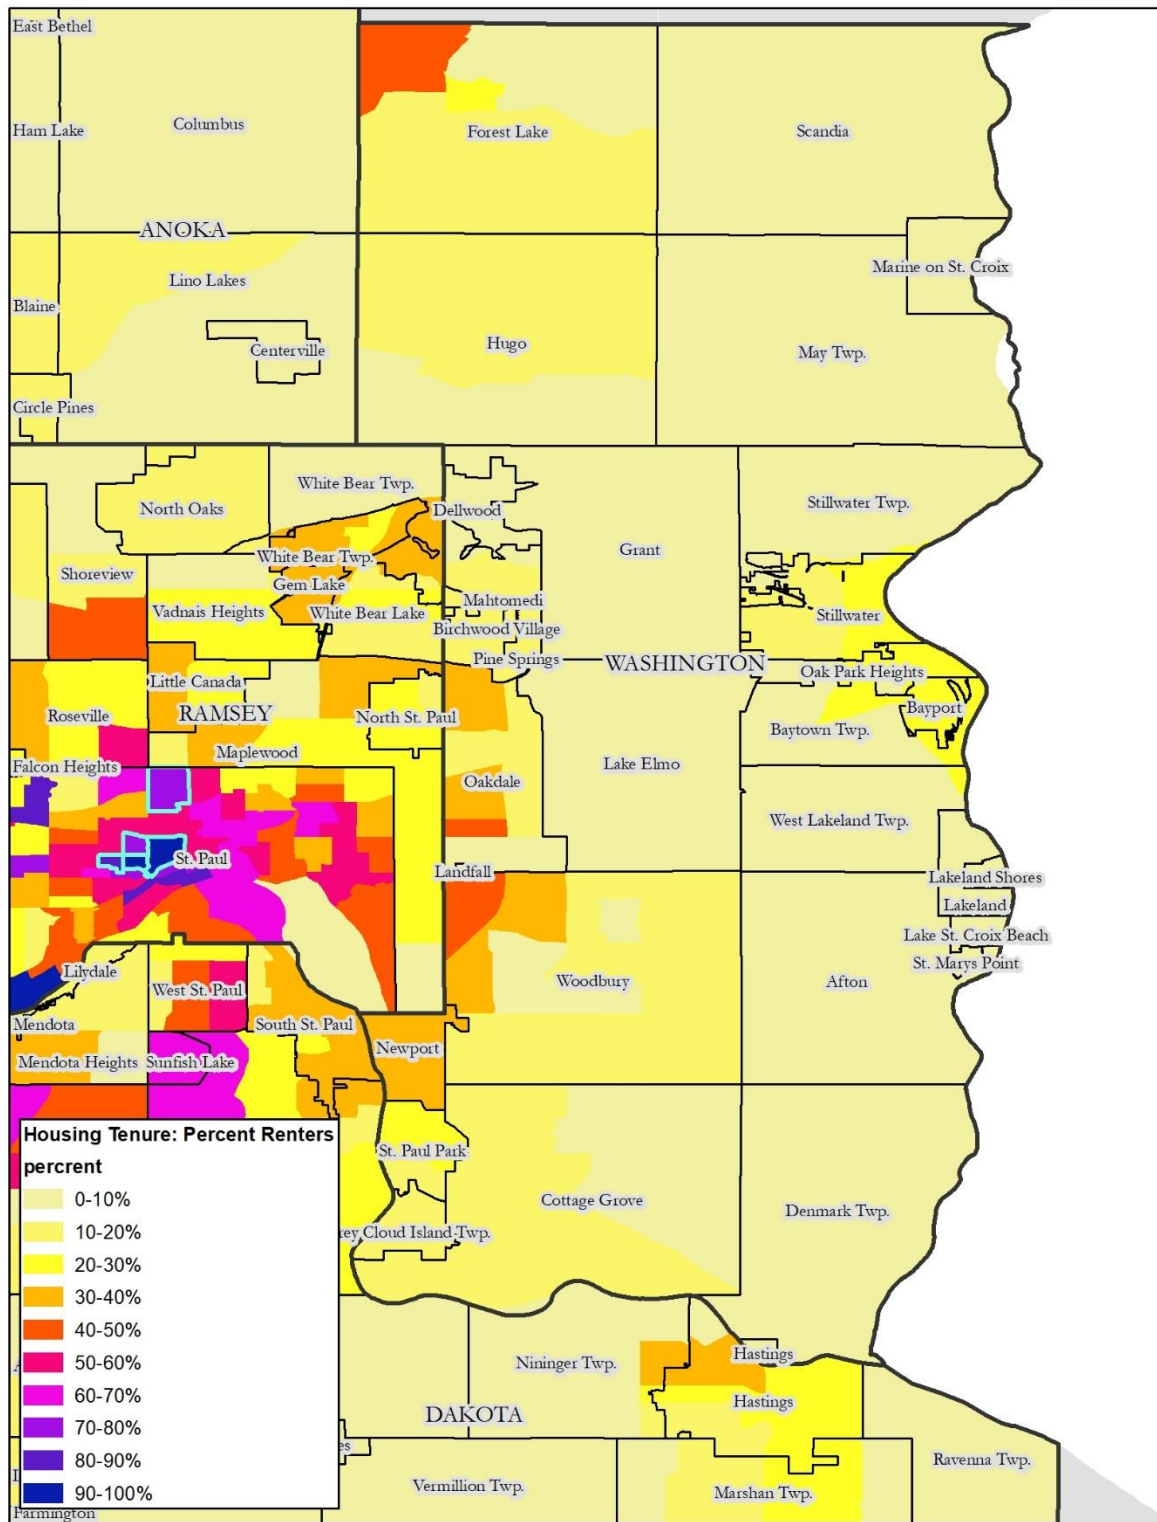 East Bethel
Ham Lake
Columbus
Forest Lake
Scandia
ANOKA
Marine on St. Croix
Lino Lakes
Blaine
Centerville
Hugo
May Twp.
Circle Pines
White Bear Twp.
North Oaks
Dellwood
Stillwater Twp.
White Bear Twp.
Grant
Shoreview
Gem Lake
Vadnais Heights
White Bear Lake
Mahtomedi
Stillwater
Birchwood Village
Pine Springs
WASHINGTON
Oak Park Heights
Little Canada
Roseville
RAMSEY
North St. Paul
Bayport
Baytown Twp.
Maplewood
Falcon Heights
Lake Elmo
Oakdale
West Lakeland Twp.
St. Paul
Landfall
Lakeland Shores
Lakeland
Lake St. Croix Beach
St. Marys Point
Lilydale
West St. Paul
Woodbury
Afton
Mendota
South St. Paul
Newport
Mendota Heights
Sunfish Lake
Housing Tenure: Percent Renters
percrent
0-10%
10-20%
20-30%
30-40%
40-50%
50-60%
60-70%
70-80%
80-90%
90-100%
St. Paul Park
Cottage Grove
Denmark Twp.
rey Cloud Island Twp.
Nininger Twp.
Hastings
Hastings
DAKOTA
es
Ravenna Twp.
Vermillion Twp.
Marshan Twp.
Farmington